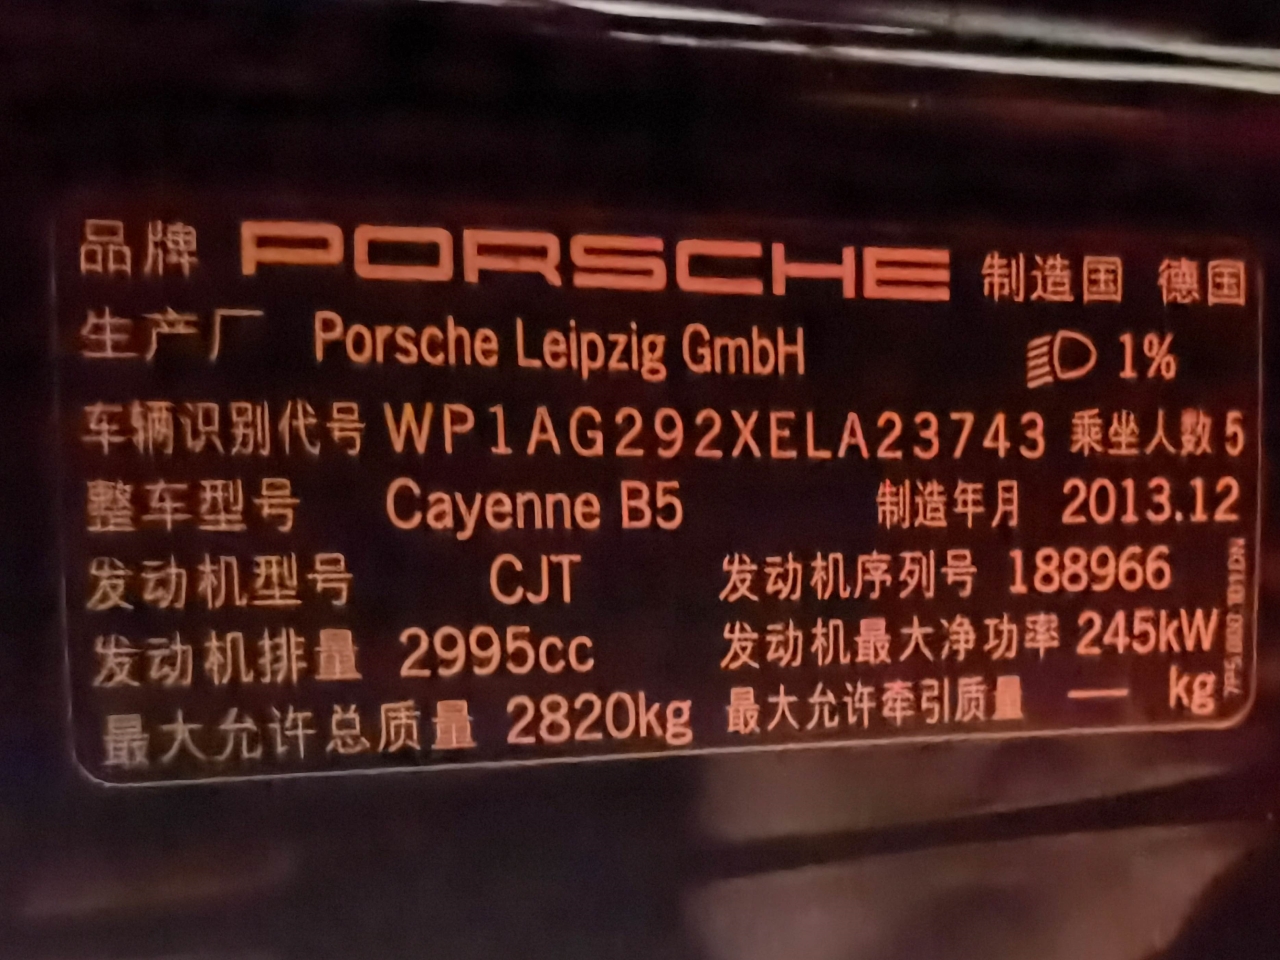 品牌 PORSCHE 制造国 德国
生产厂 Porsche Leipzig GmbH 1%
车辆识别代号 WP1AG292XELA23743 乘坐人数 5
整车型号 Cayenne B5 制造年月 2013.12
发动机型号 CJT 发动机序列号 188966
发动机排量 2995cc 发动机最大净功率 245kW
最大允许总质量 2820kg 最大允许牵引质量 — kg